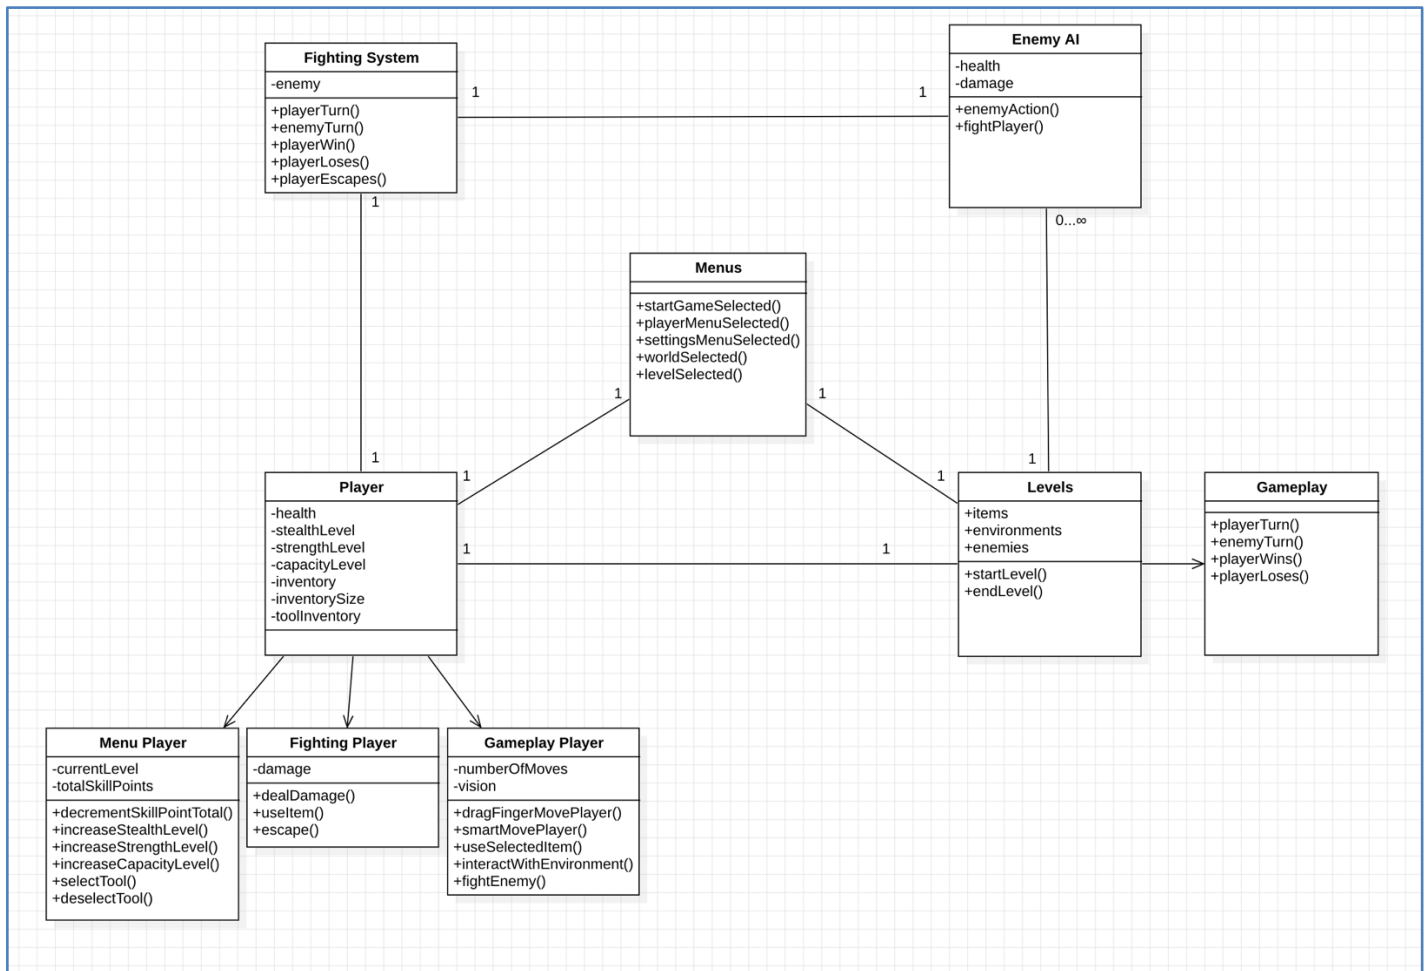 Fighting System
-enemy
+playerTurn()
+enemyTurn()
+playerWin()
+playerLoses()
+playerEscapes()
1
1
Enemy AI
-health
-damage
+enemyAction()
+fightPlayer()
1
0...∞
Menus
+startGameSelected()
+playerMenuSelected()
+settingsMenuSelected()
+worldSelected()
+levelSelected()
1
1
1
1
1
1
Player
-health
-stealthLevel
-strengthLevel
-capacityLevel
-inventory
-inventorySize
-toolInventory
1
1
Levels
+items
+environments
+enemies
+startLevel()
+endLevel()
Gameplay
+playerTurn()
+enemyTurn()
+playerWins()
+playerLoses()
Menu Player
-currentLevel
-totalSkillPoints
+decrementSkillPointTotal()
+increaseStealthLevel()
+increaseStrengthLevel()
+increaseCapacityLevel()
+selectTool()
+deselectTool()
Fighting Player
-damage
+dealDamage()
+useItem()
+escape()
Gameplay Player
-numberOfMoves
-vision
+dragFingerMovePlayer()
+smartMovePlayer()
+useSelectedItem()
+interactWithEnvironment()
+fightEnemy()